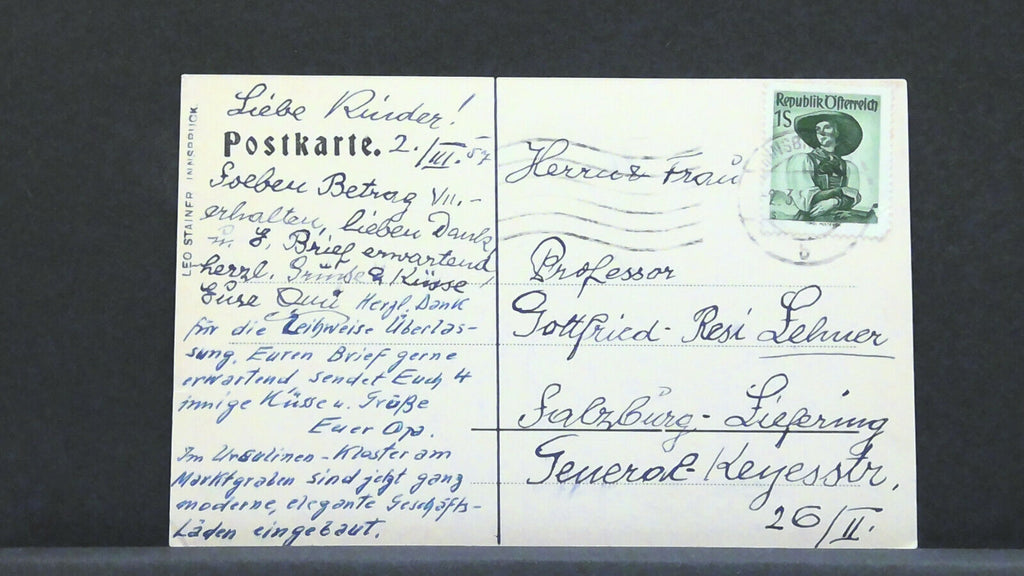 Liebe Kinder!
Postkarte. 2./III. 57
Soeben Betrag VII.-
erhalten, lieben Dank
u. E. Brief erwartend,
herzl. Grüsse & Küsse
Eure Omi Herzl. Dank
für die Leihweise Überlas-
sung. Euren Brief gerne
erwartend, sendet Euch 4
innige Küsse u. Grüße
Euer Opa.
Im Ursulinen-Kloster am
Marktgraben sind jetzt ganz
moderne, elegante Geschäfts-
Läden eingebaut.
LEO STAINER INNSBRUCK
Republik Österreich
1S
Herrn & Frau
Professor
Gottfried-Resi Lehner
Salzburg-Liefering
General-Keyesstr,
26/II.